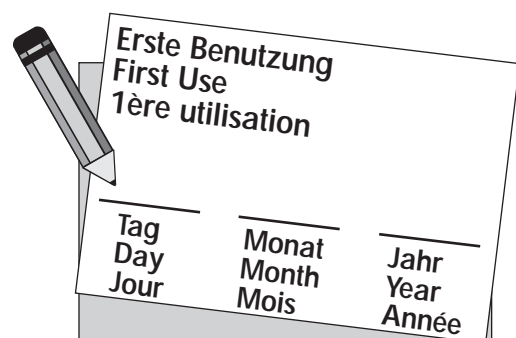 Erste Benutzung
First Use
1ère utilisation
Tag
Day
Jour
Monat
Month
Mois
Jahr
Year
Année